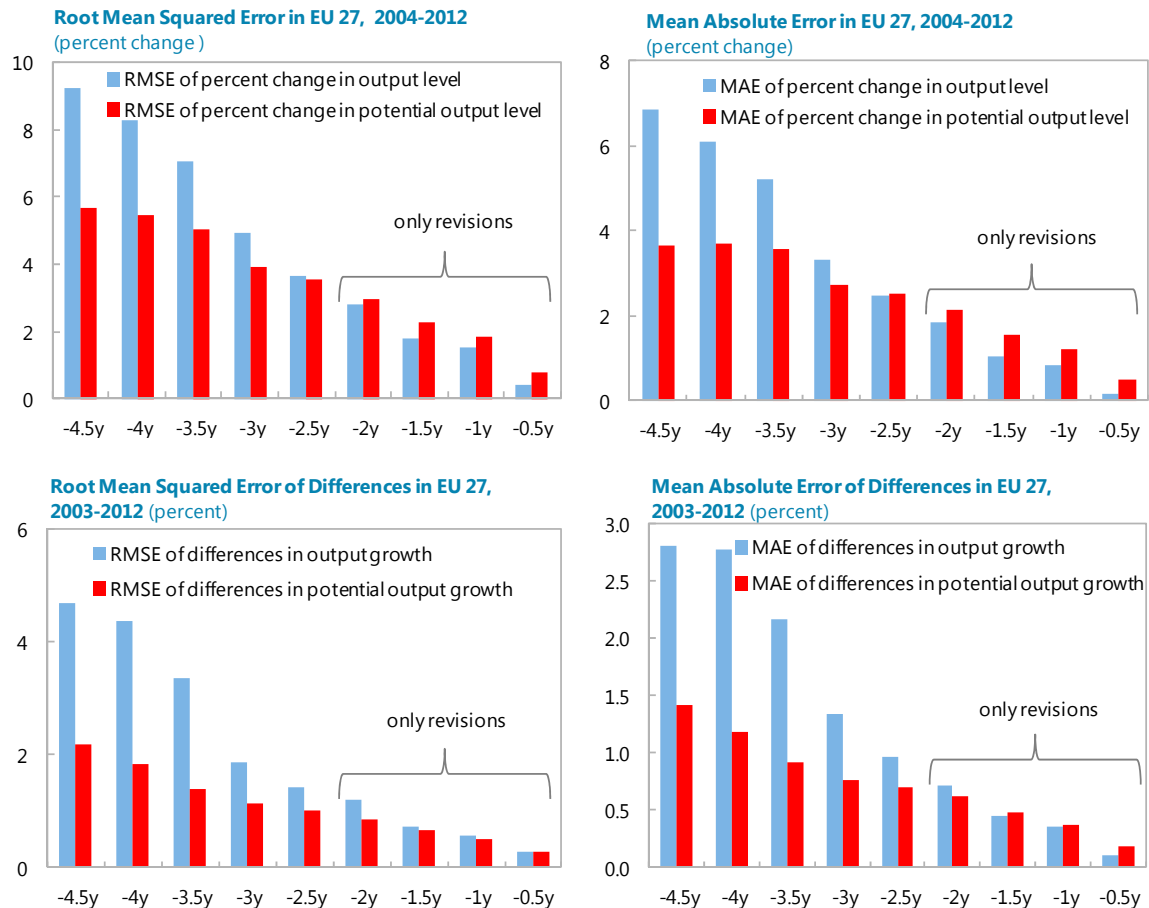 Root Mean Squared Error in EU 27, 2004-2012
(percent change )
10
8
6
4
2
0
RMSE of percent change in output level
RMSE of percent change in potential output level
only revisions
-4.5y -4y -3.5y -3y -2.5y -2y -1.5y -1y -0.5y
Mean Absolute Error in EU 27, 2004-2012
(percent change)
8
6
4
2
0
MAE of percent change in output level
MAE of percent change in potential output level
only revisions
-4.5y -4y -3.5y -3y -2.5y -2y -1.5y -1y -0.5y
Root Mean Squared Error of Differences in EU 27,
2003-2012 (percent)
6
4
2
0
RMSE of differences in output growth
RMSE of differences in potential output growth
only revisions
-4.5y -4y -3.5y -3y -2.5y -2y -1.5y -1y -0.5y
Mean Absolute Error of Differences in EU 27,
2003-2012 (percent)
3.0
2.5
2.0
1.5
1.0
0.5
0.0
MAE of differences in output growth
MAE of differences in potential output growth
only revisions
-4.5y -4y -3.5y -3y -2.5y -2y -1.5y -1y -0.5y